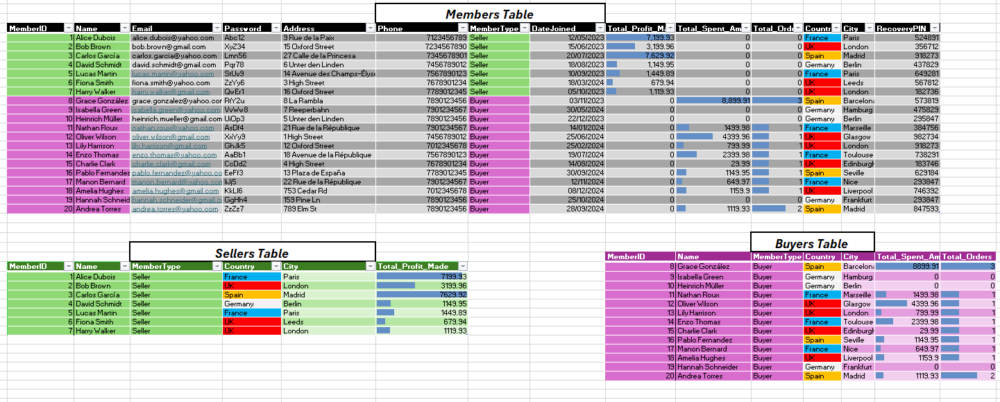 Members Table
MemberID Name Email Password Address Phone MemberType DateJoined Total_Profit_Ma Total_Spent_Am Total_Orde Countr City RecoveryPIN
1 Alice Dubois alice.dubois@yahoo.com Abc12 9 Rue de la Paix 7123456789 Seller 12/05/2023 7,199.93 0 0 France Paris 524891
2 Bob Brown bob.brown@gmail.com XyZ34 15 Oxford Street 7234567890 Seller 15/06/2023 3,199.96 0 0 UK London 356712
3 Carlos García carlos.garcia@yahoo.com Lmn56 27 Calle de la Princesa 7345678901 Seller 20/07/2023 7,629.92 0 0 Spain Madrid 918273
4 David Schmidt david.schmidt@gmail.com Pqr78 6 Unter den Linden 7456789012 Seller 18/08/2023 1,149.95 0 0 Germany Berlin 437829
5 Lucas Martin lucas.martin@yahoo.com StUv9 14 Avenue des Champs-Élyse 7567890123 Seller 10/09/2023 1,449.89 0 0 France Paris 649281
6 Fiona Smith fiona.smith@yahoo.com ZzYy6 3 High Street 7678901234 Seller 18/03/2024 679.94 0 0 UK Leeds 567812
7 Harry Walker harry.walker@gmail.com QwEr1 16 Oxford Street 7789012345 Seller 05/10/2023 1,119.93 0 0 UK London 182736
8 Grace González grace.gonzalez@yahoo.cor RtYZu 8 La Rambla 7890123456 Buyer 03/11/2023 0 8,899.91 3 Spain Barcelona 573819
9 Isabella Green isabella.green@yahoo.com VvWw8 7 Reeperbahn 7901234567 Buyer 30/05/2024 0 0 0 Germany Hamburg 475829
10 Heinrich Müller heinrich.mueller@gmail.com UiOp3 5 Unter den Linden 7890123456 Buyer 22/12/2023 0 0 0 Germany Berlin 295847
11 Nathan Roux nathan.roux@yahoo.com AsDf4 21 Rue de la République 7901234567 Buyer 14/01/2024 0 1499.98 1 France Marseille 384756
12 Oliver Wilson oliver.wilson@gmail.com XxYy9 1 High Street 7456789012 Buyer 25/06/2024 0 4399.96 1 UK Glasgow 982734
13 Lily Harrison lily.harrison@gmail.com GhJk5 12 Oxford Street 7012345678 Buyer 25/02/2024 0 799.99 1 UK London 918273
14 Enzo Thomas enzo.thomas@yahoo.com AaBb1 18 Avenue de la République 7567890123 Buyer 19/07/2024 0 2399.98 1 France Toulouse 738291
15 Charlie Clark charlie.clark@gmail.com CcDd2 4 High Street 7678901234 Buyer 14/08/2024 0 29.99 1 UK Edinburgh 183746
16 Pablo Fernandez pablo.fernandez@yahoo.co EeFf3 13 Plaza de España 7789012345 Buyer 30/09/2024 0 1149.95 1 Spain Seville 629184
17 Manon Bernard manon.bernard@yahoo.com IiJj5 22 Rue de la République 7901234567 Buyer 12/11/2024 0 649.97 1 France Nice 293847
18 Amelia Hughes amelia.hughes@gmail.com KkLl6 753 Cedar Rd 7012345678 Buyer 08/12/2024 0 1159.9 1 UK Liverpool 746392
19 Hannah Schneid hannah.schneider@gmail.com GgHh4 159 Pine Ln 7890123456 Buyer 25/10/2024 0 0 0 Germany Frankfurt 293847
20 Andrea Torres andrea.torres@yahoo.com ZzZz7 789 Elm St 7890123456 Buyer 28/09/2024 0 1119.93 2 Spain Madrid 847593
Sellers Table
MemberID Name MemberType Country City Total_Profit_Made
1 Alice Dubois Seller France Paris 7199.93
2 Bob Brown Seller UK London 3199.96
3 Carlos García Seller Spain Madrid 7629.92
4 David Schmidt Seller Germany Berlin 1149.95
5 Lucas Martin Seller France Paris 1449.89
6 Fiona Smith Seller UK Leeds 679.94
7 Harry Walker Seller UK London 1119.93
Buyers Table
MemberID Name MemberType Country City Total_Spent_Am Total_Orders
8 Grace González Buyer Spain Barcelona 8899.91 3
9 Isabella Green Buyer Germany Hamburg 0 0
10 Heinrich Müller Buyer Germany Berlin 0 0
11 Nathan Roux Buyer France Marseille 1499.98 1
12 Oliver Wilson Buyer UK Glasgow 4399.96 1
13 Lily Harrison Buyer UK London 799.99 1
14 Enzo Thomas Buyer France Toulouse 2399.98 1
15 Charlie Clark Buyer UK Edinburgh 29.99 1
16 Pablo Fernandez Buyer Spain Seville 1149.95 1
17 Manon Bernard Buyer France Nice 649.97 1
18 Amelia Hughes Buyer UK Liverpool 1159.9 1
19 Hannah Schneider Buyer Germany Frankfurt 0 0
20 Andrea Torres Buyer Spain Madrid 1119.93 2